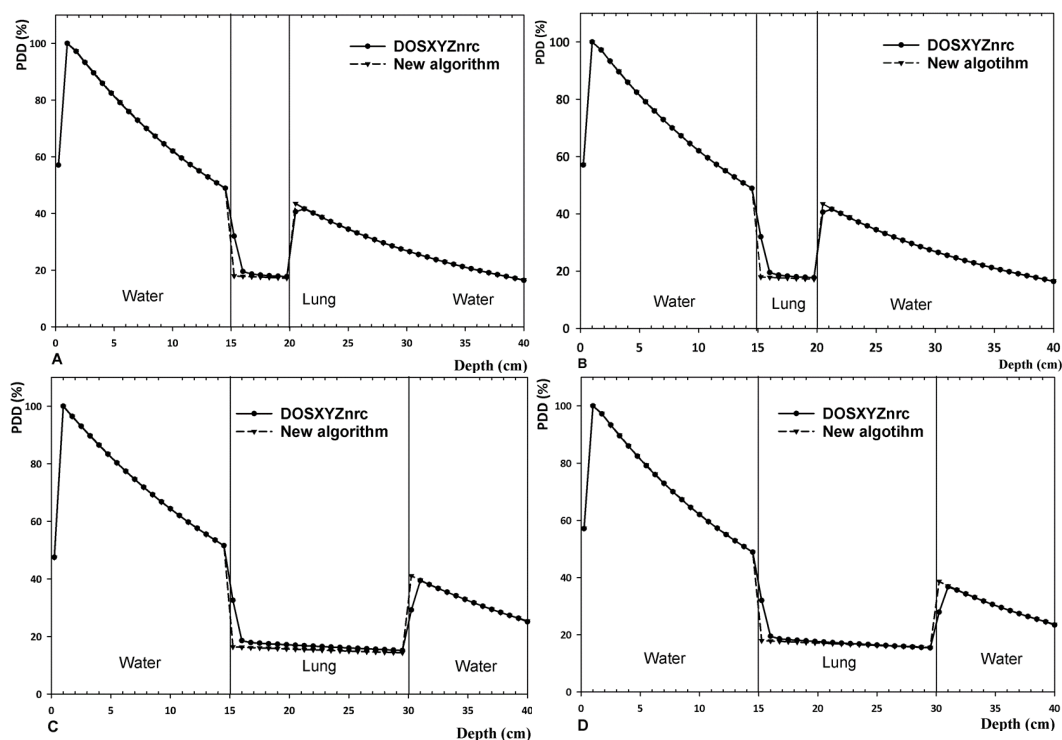 PDD (%)
100
80
60
40
20
0
DOSXYZnrc
New algorithm
Water
Lung
Water
0 5 10 15 20 25 30 35 40
A
Depth (cm)
PDD (%)
100
80
60
40
20
0
DOSXYZnrc
New algotihm
Water
Lung
Water
0 5 10 15 20 25 30 35 40
B
Depth (cm)
PDD (%)
100
80
60
40
20
0
DOSXYZnrc
New algorithm
Water
Lung
Water
0 5 10 15 20 25 30 35 40
C
Depth (cm)
PDD (%)
100
80
60
40
20
0
DOSXYZnrc
New algotihm
Water
Lung
Water
0 5 10 15 20 25 30 35 40
D
Depth (cm)